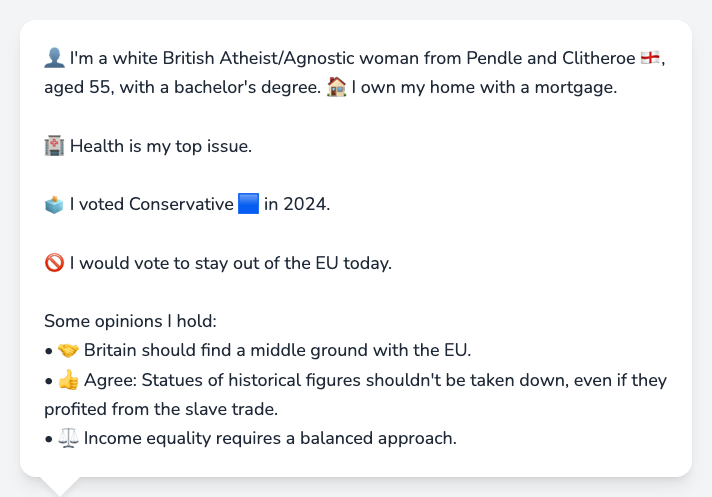 👤 I'm a white British Atheist/Agnostic woman from Pendle and Clitheroe 🏴󠁧󠁢󠁥󠁮󠁧󠁿,
aged 55, with a bachelor's degree. 🏠 I own my home with a mortgage.
🏥 Health is my top issue.
🗳️ I voted Conservative 🟦 in 2024.
🚫 I would vote to stay out of the EU today.
Some opinions I hold:
• 🤝 Britain should find a middle ground with the EU.
• 👍 Agree: Statues of historical figures shouldn't be taken down, even if they
profited from the slave trade.
• ⚖️ Income equality requires a balanced approach.